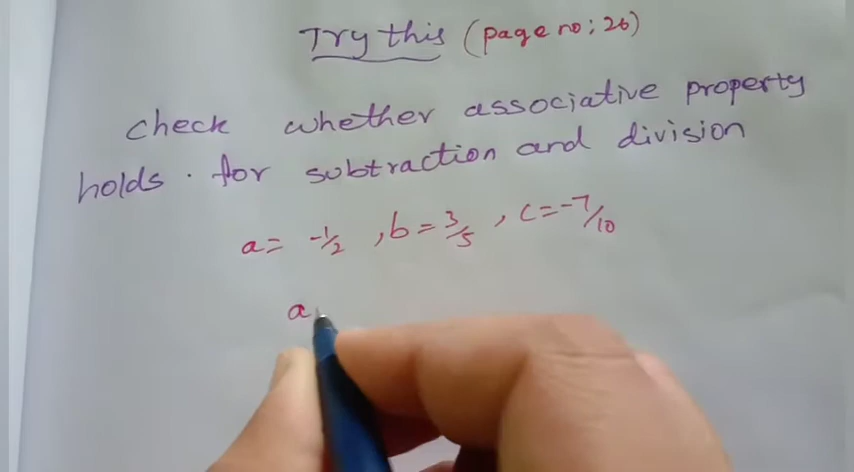 Try this (page no; 26)
check whether associative property
holds . for subtraction and division
a = -1/2 , b = 3/5 , c = -7/10
a